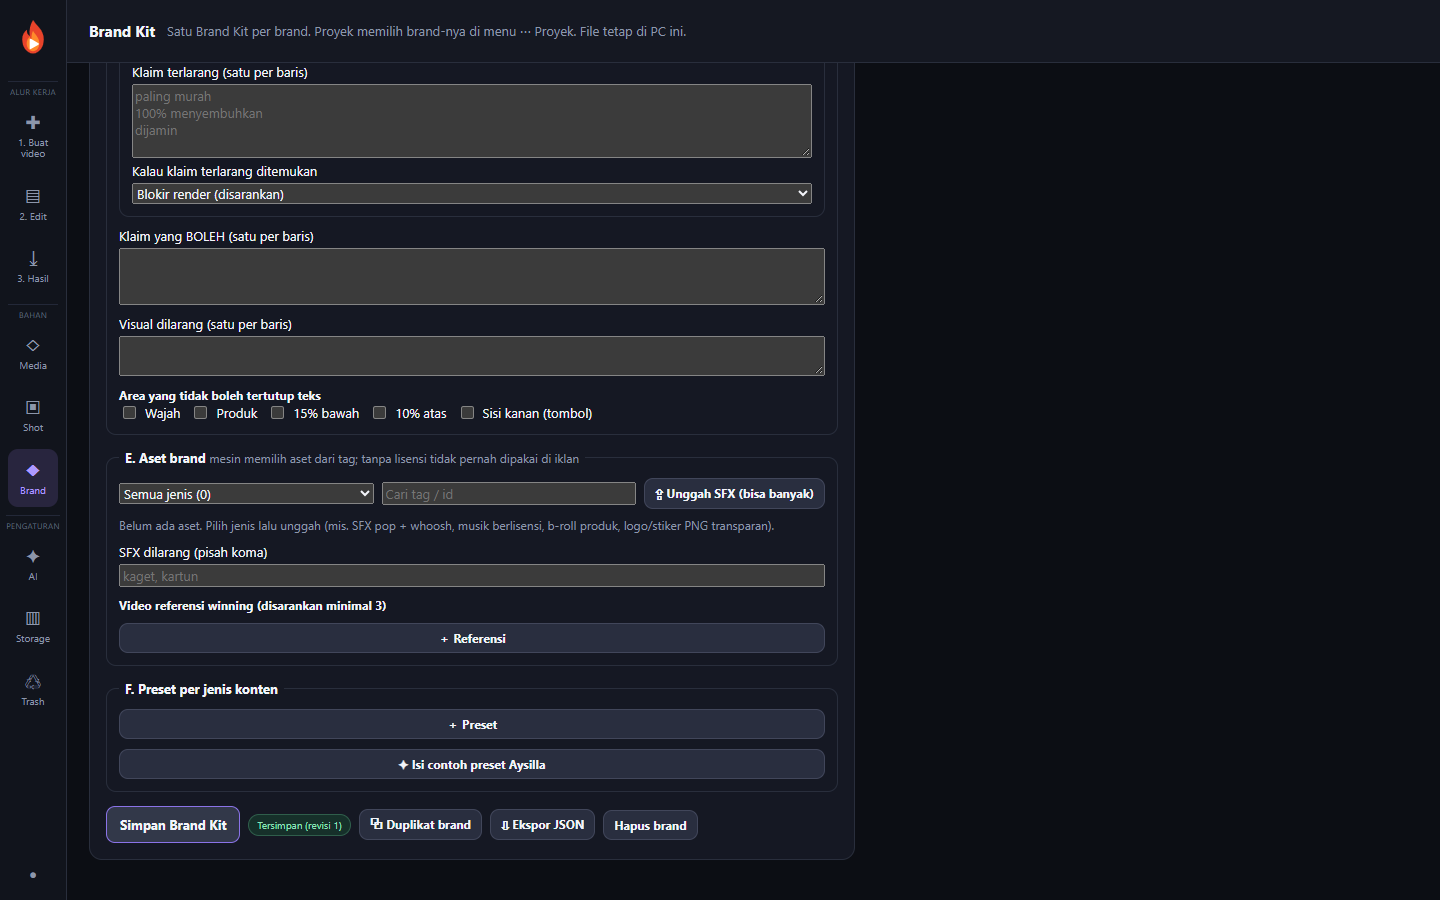 Brand Kit Satu Brand Kit per brand. Proyek memilih brand-nya di menu ··· Proyek. File tetap di PC ini.
ALUR KERJA
1. Buat
video
2. Edit
3. Hasil
BAHAN
Media
Shot
Brand
PENGATURAN
AI
Storage
Trash
Klaim terlarang (satu per baris)
paling murah
100% menyembuhkan
dijamin
Kalau klaim terlarang ditemukan
Blokir render (disarankan)
Klaim yang BOLEH (satu per baris)
Visual dilarang (satu per baris)
Area yang tidak boleh tertutup teks
Wajah Produk 15% bawah 10% atas Sisi kanan (tombol)
E. Aset brand mesin memilih aset dari tag; tanpa lisensi tidak pernah dipakai di iklan
Semua jenis (0) Cari tag / id Unggah SFX (bisa banyak)
Belum ada aset. Pilih jenis lalu unggah (mis. SFX pop + whoosh, musik berlisensi, b-roll produk, logo/stiker PNG transparan).
SFX dilarang (pisah koma)
kaget, kartun
Video referensi winning (disarankan minimal 3)
+ Referensi
F. Preset per jenis konten
+ Preset
✦ Isi contoh preset Aysilla
Simpan Brand Kit Tersimpan (revisi 1) Duplikat brand Ekspor JSON Hapus brand